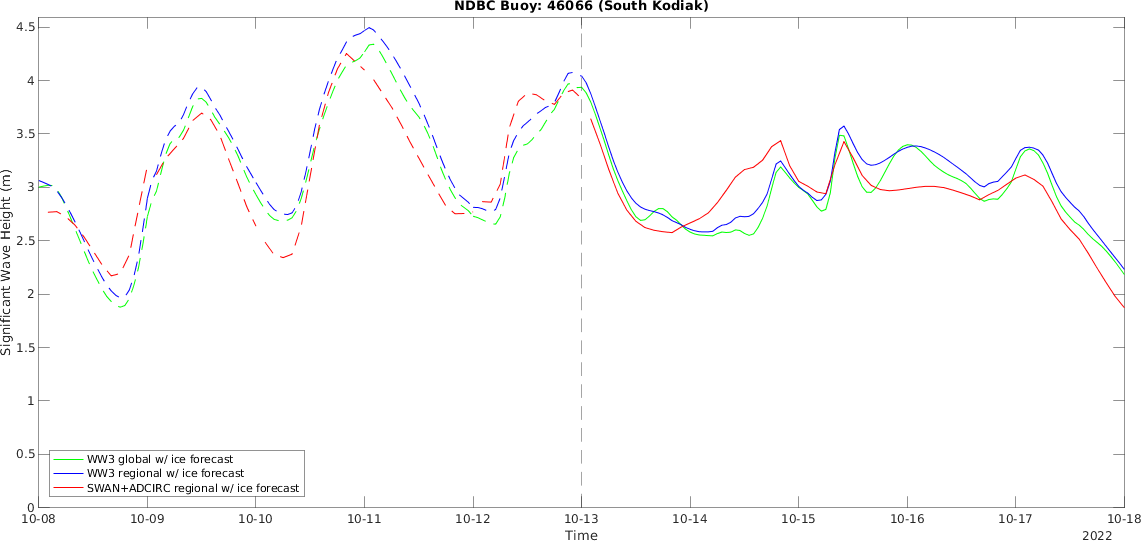 NDBC Buoy: 46066 (South Kodiak)
4.5
4
3.5
3
2.5
2
1.5
1
0.5
0
Significant Wave Height (m)
WW3 global w/ ice forecast
WW3 regional w/ ice forecast
SWAN+ADCIRC regional w/ ice forecast
10-08 10-09 10-10 10-11 10-12 10-13 10-14 10-15 10-16 10-17 10-18
Time
2022